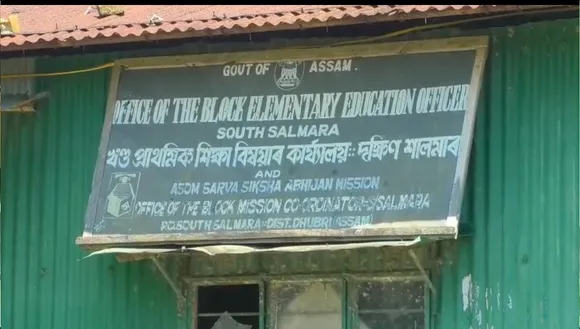 GOVT OF ASSAM.
OFFICE OF THE BLOCK ELEMENTARY EDUCATION OFFICER
SOUTH SALMARA
খণ্ড প্ৰাথমিক শিক্ষা বিষয়াৰ কাৰ্য্যালয়:: দক্ষিণ শালমাৰা
AND
ASOM SARVA SIKSHA ABHIJAN MISSION
OFFICE OF THE BLOCK MISSION CO-ORDINATOR-S/SALMARA
P.O.SOUTH SALMARA-DIST.DHUBRI:ASSAM